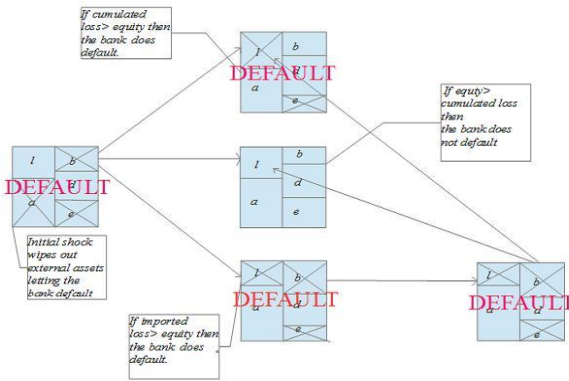 If cumulated
loss> equity then
the bank does
default.
l
b
d
DEFAULT
a
e
If equty>
cumulated loss
then
the bank does
not default
l
b
d
a
e
l
b
d
DEFAULT
a
e
Initial shock
wipes out
external assets
letting the
bank default
l
b
d
DEFAULT
a
e
If imported
loss> equity then
the bank does
default.
l
b
d
DEFAULT
a
e